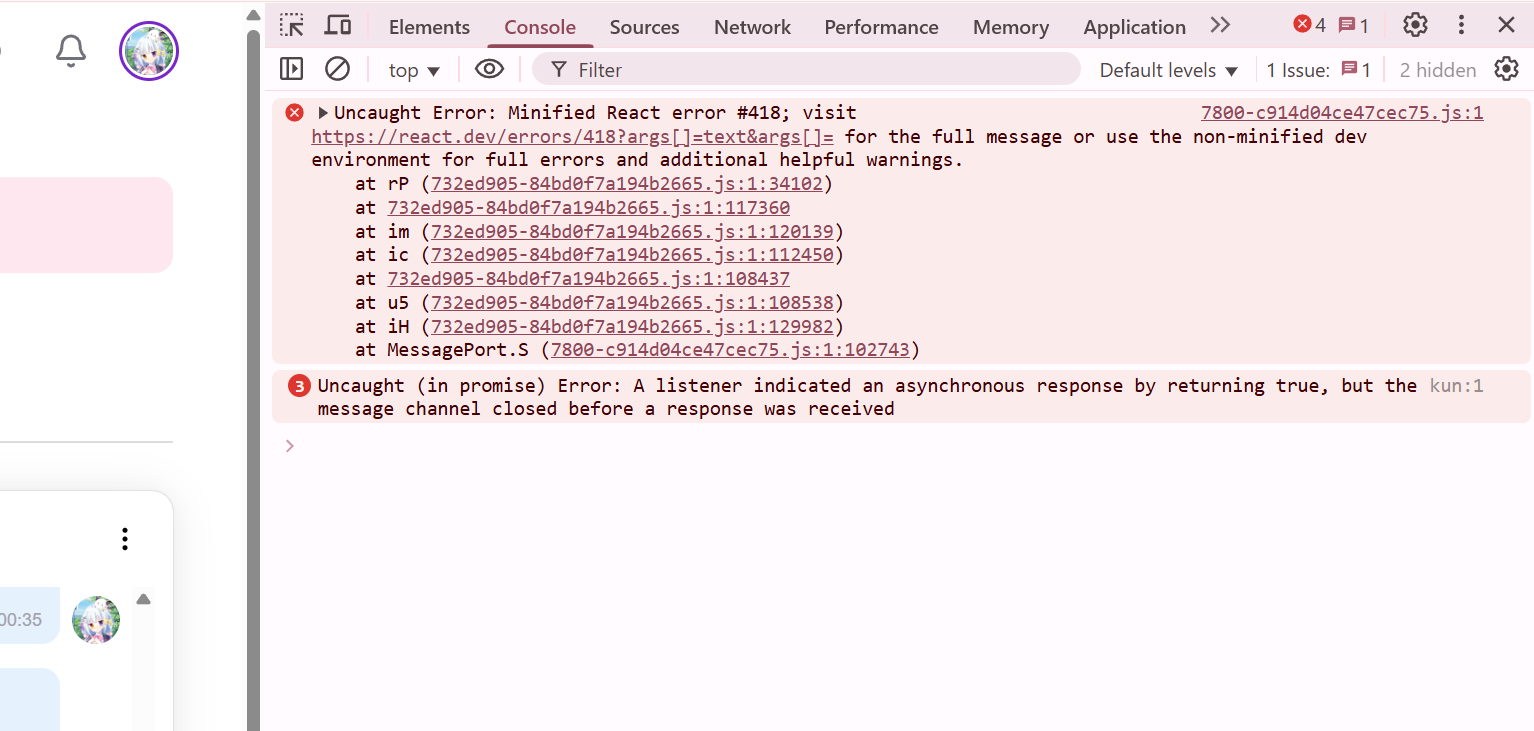 Elements Console Sources Network Performance Memory Application 4 1
top Filter Default levels 1 Issue: 1 2 hidden
Uncaught Error: Minified React error #418; visit 7800-c914d04ce47cec75.js:1
https://react.dev/errors/418?args[]=text&args[]= for the full message or use the non-minified dev
environment for full errors and additional helpful warnings.
at rP (732ed905-84bd0f7a194b2665.js:1:34102)
at 732ed905-84bd0f7a194b2665.js:1:117360
at im (732ed905-84bd0f7a194b2665.js:1:120139)
at ic (732ed905-84bd0f7a194b2665.js:1:112450)
at 732ed905-84bd0f7a194b2665.js:1:108437
at u5 (732ed905-84bd0f7a194b2665.js:1:108538)
at iH (732ed905-84bd0f7a194b2665.js:1:129982)
at MessagePort.S (7800-c914d04ce47cec75.js:1:102743)
3 Uncaught (in promise) Error: A listener indicated an asynchronous response by returning true, but the kun:1
message channel closed before a response was received
00:35